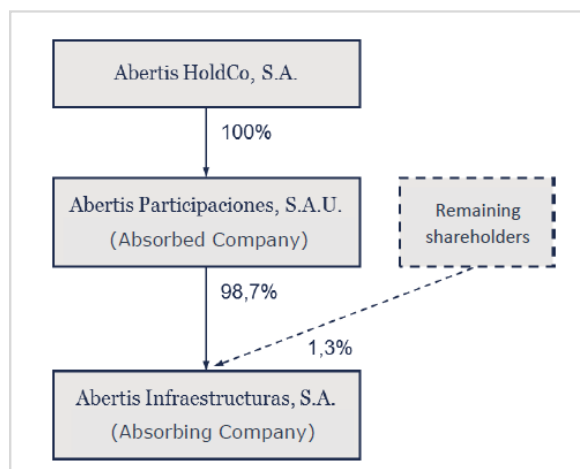 Abertis HoldCo, S.A.
100%
Abertis Participaciones, S.A.U.
(Absorbed Company)
Remaining
shareholders
98,7%
1,3%
Abertis Infraestructuras, S.A.
(Absorbing Company)